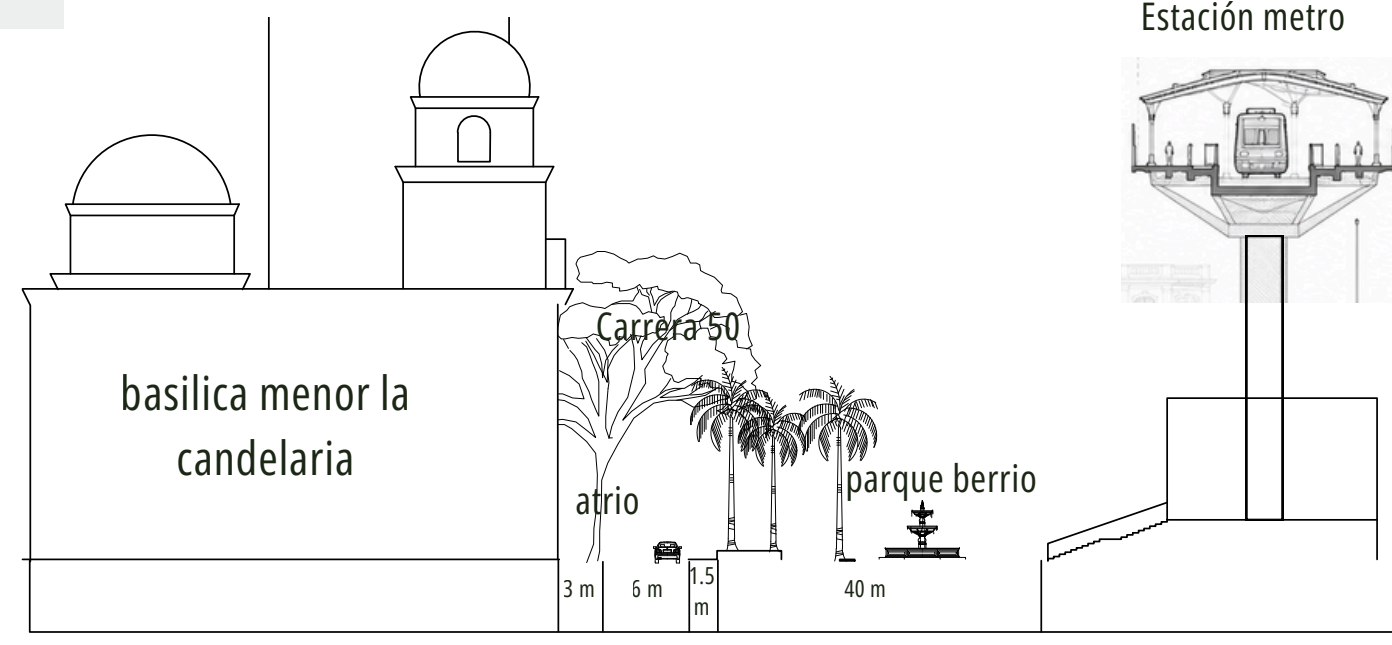 Estación metro
Carrera 50
basilica menor la
candelaria
atrio
parque berrio
3 m
6 m
1.5
m
40 m